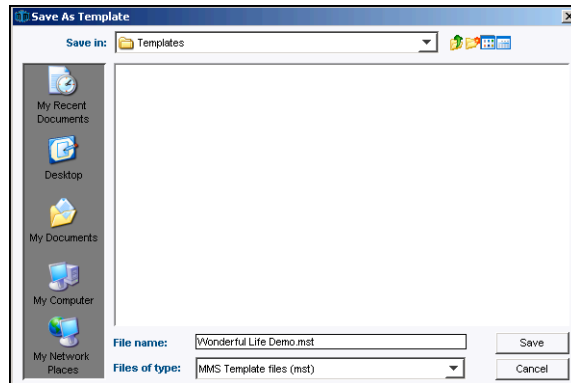 Save As Template
Save in: Templates
My Recent
Documents
Desktop
My Documents
My Computer
My Network
Places
File name: Wonderful Life Demo.mst Save
Files of type: MMS Template files (mst) Cancel